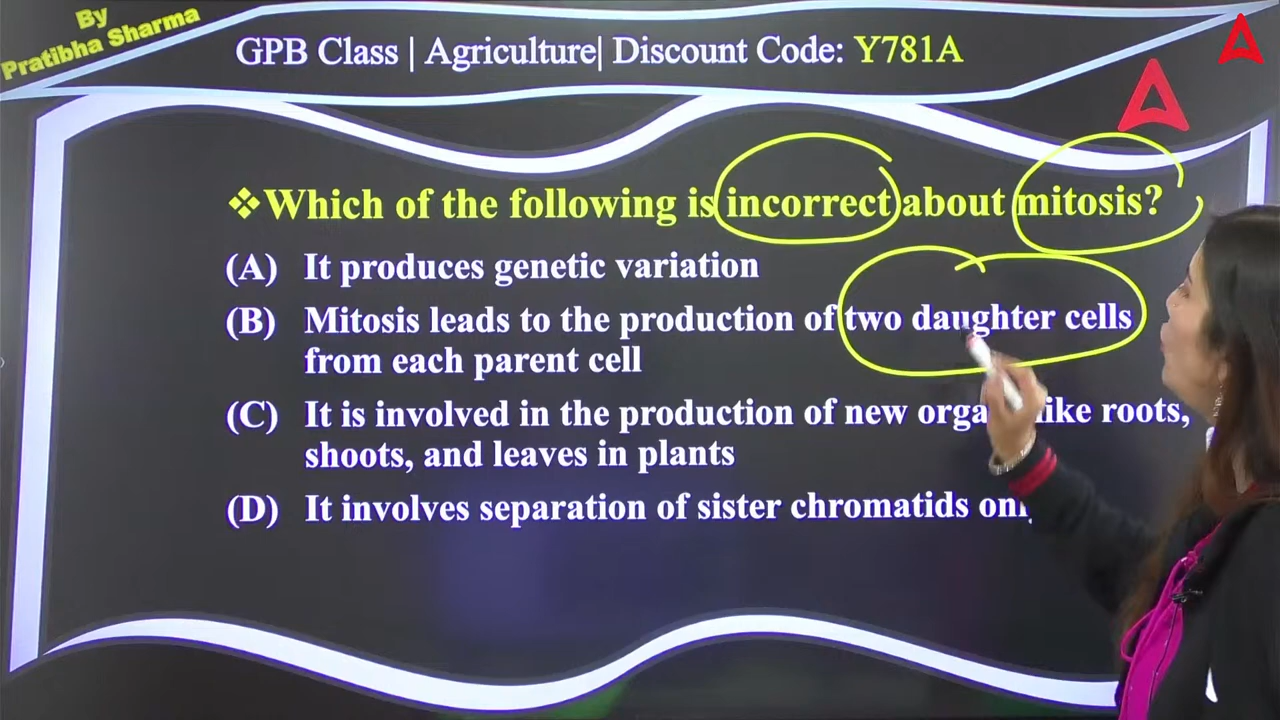 By
Pratibha Sharma
GPB Class | Agriculture| Discount Code: Y781A
❖Which of the following is incorrect about mitosis?
(A) It produces genetic variation
(B) Mitosis leads to the production of two daughter cells
from each parent cell
(C) It is involved in the production of new like roots,
shoots, and leaves in plants
(D) It involves separation of sister chromatids